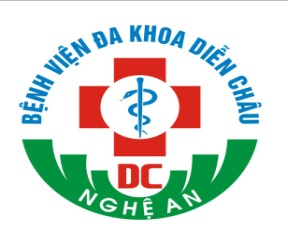 BỆNH VIỆN ĐA KHOA DIỄN CHÂU
DC
NGHỆ AN